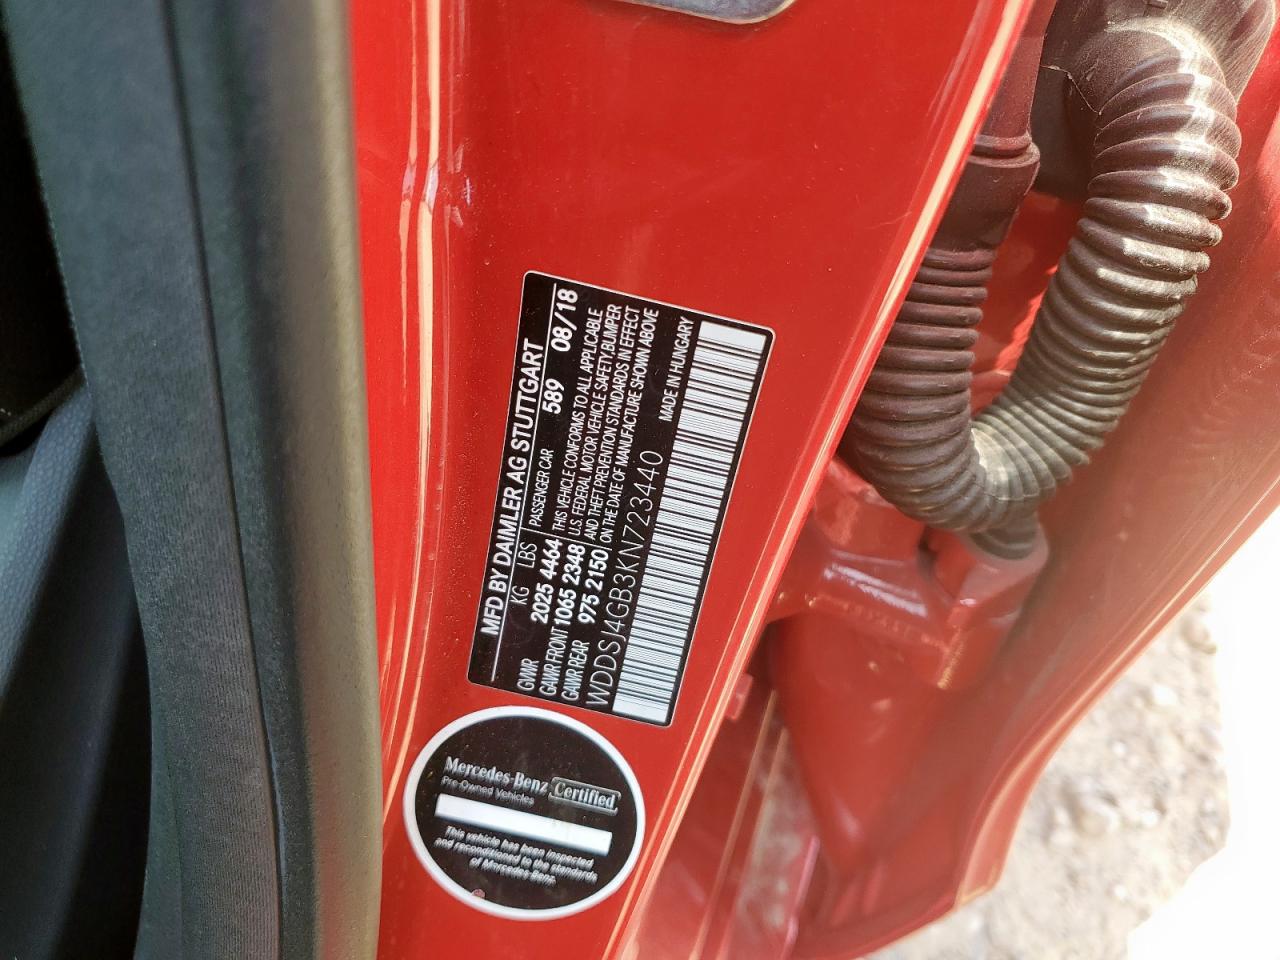 MFD BY DAIMLER AG STUTTGART
KG LBS PASSENGER CAR 589 08/18
GVWR 2025 4464
GAWR FRONT 1065 2348
GAWR REAR 975 2150
THIS VEHICLE CONFORMS TO ALL APPLICABLE
U.S. FEDERAL MOTOR VEHICLE SAFETY,BUMPER
AND THEFT PREVENTION STANDARDS IN EFFECT
ON THE DATE OF MANUFACTURE SHOWN ABOVE
WDDSJ4GB3KN723440 MADE IN HUNGARY
Mercedes-Benz Certified
Pre-Owned Vehicles
This vehicle has been inspected
and reconditioned to the standards
of Mercedes-Benz.